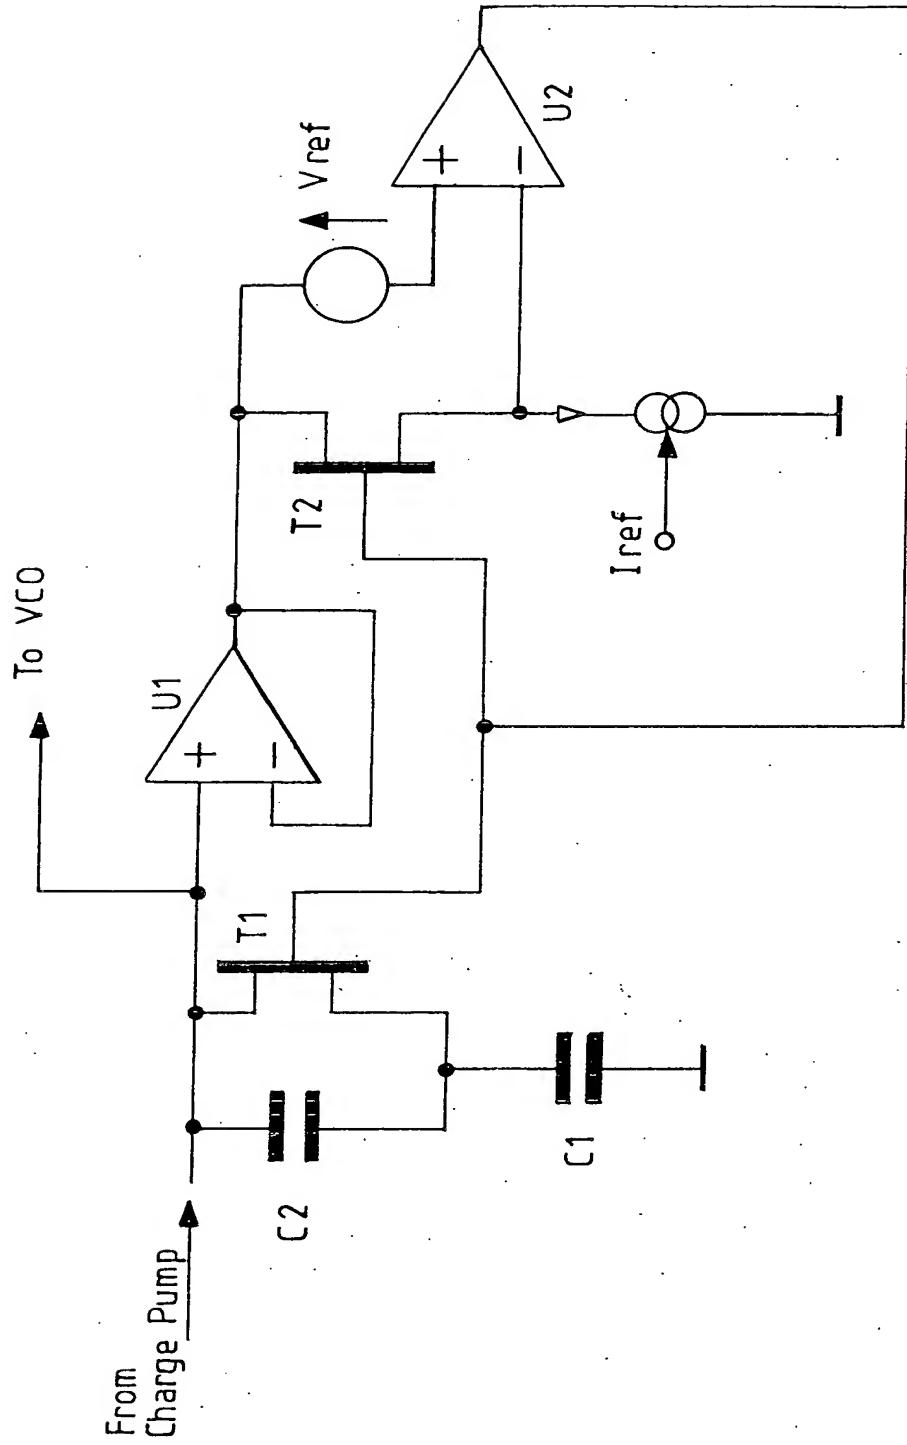 From
Charge Pump
C2
C1
T1
To VCO
U1
+
−
T2
Iref
Vref
+
−
U2